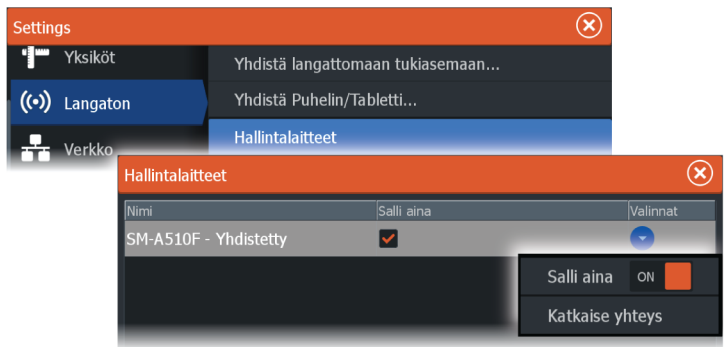 Settings
Yksiköt
Yhdistä langattomaan tukiasemaan...
Langaton
Yhdistä Puhelin/Tabletti...
Verkko
Hallintalaitteet
Hallintalaitteet
Nimi Salli aina Valinnat
SM-A510F - Yhdistetty
Salli aina ON
Katkaise yhteys